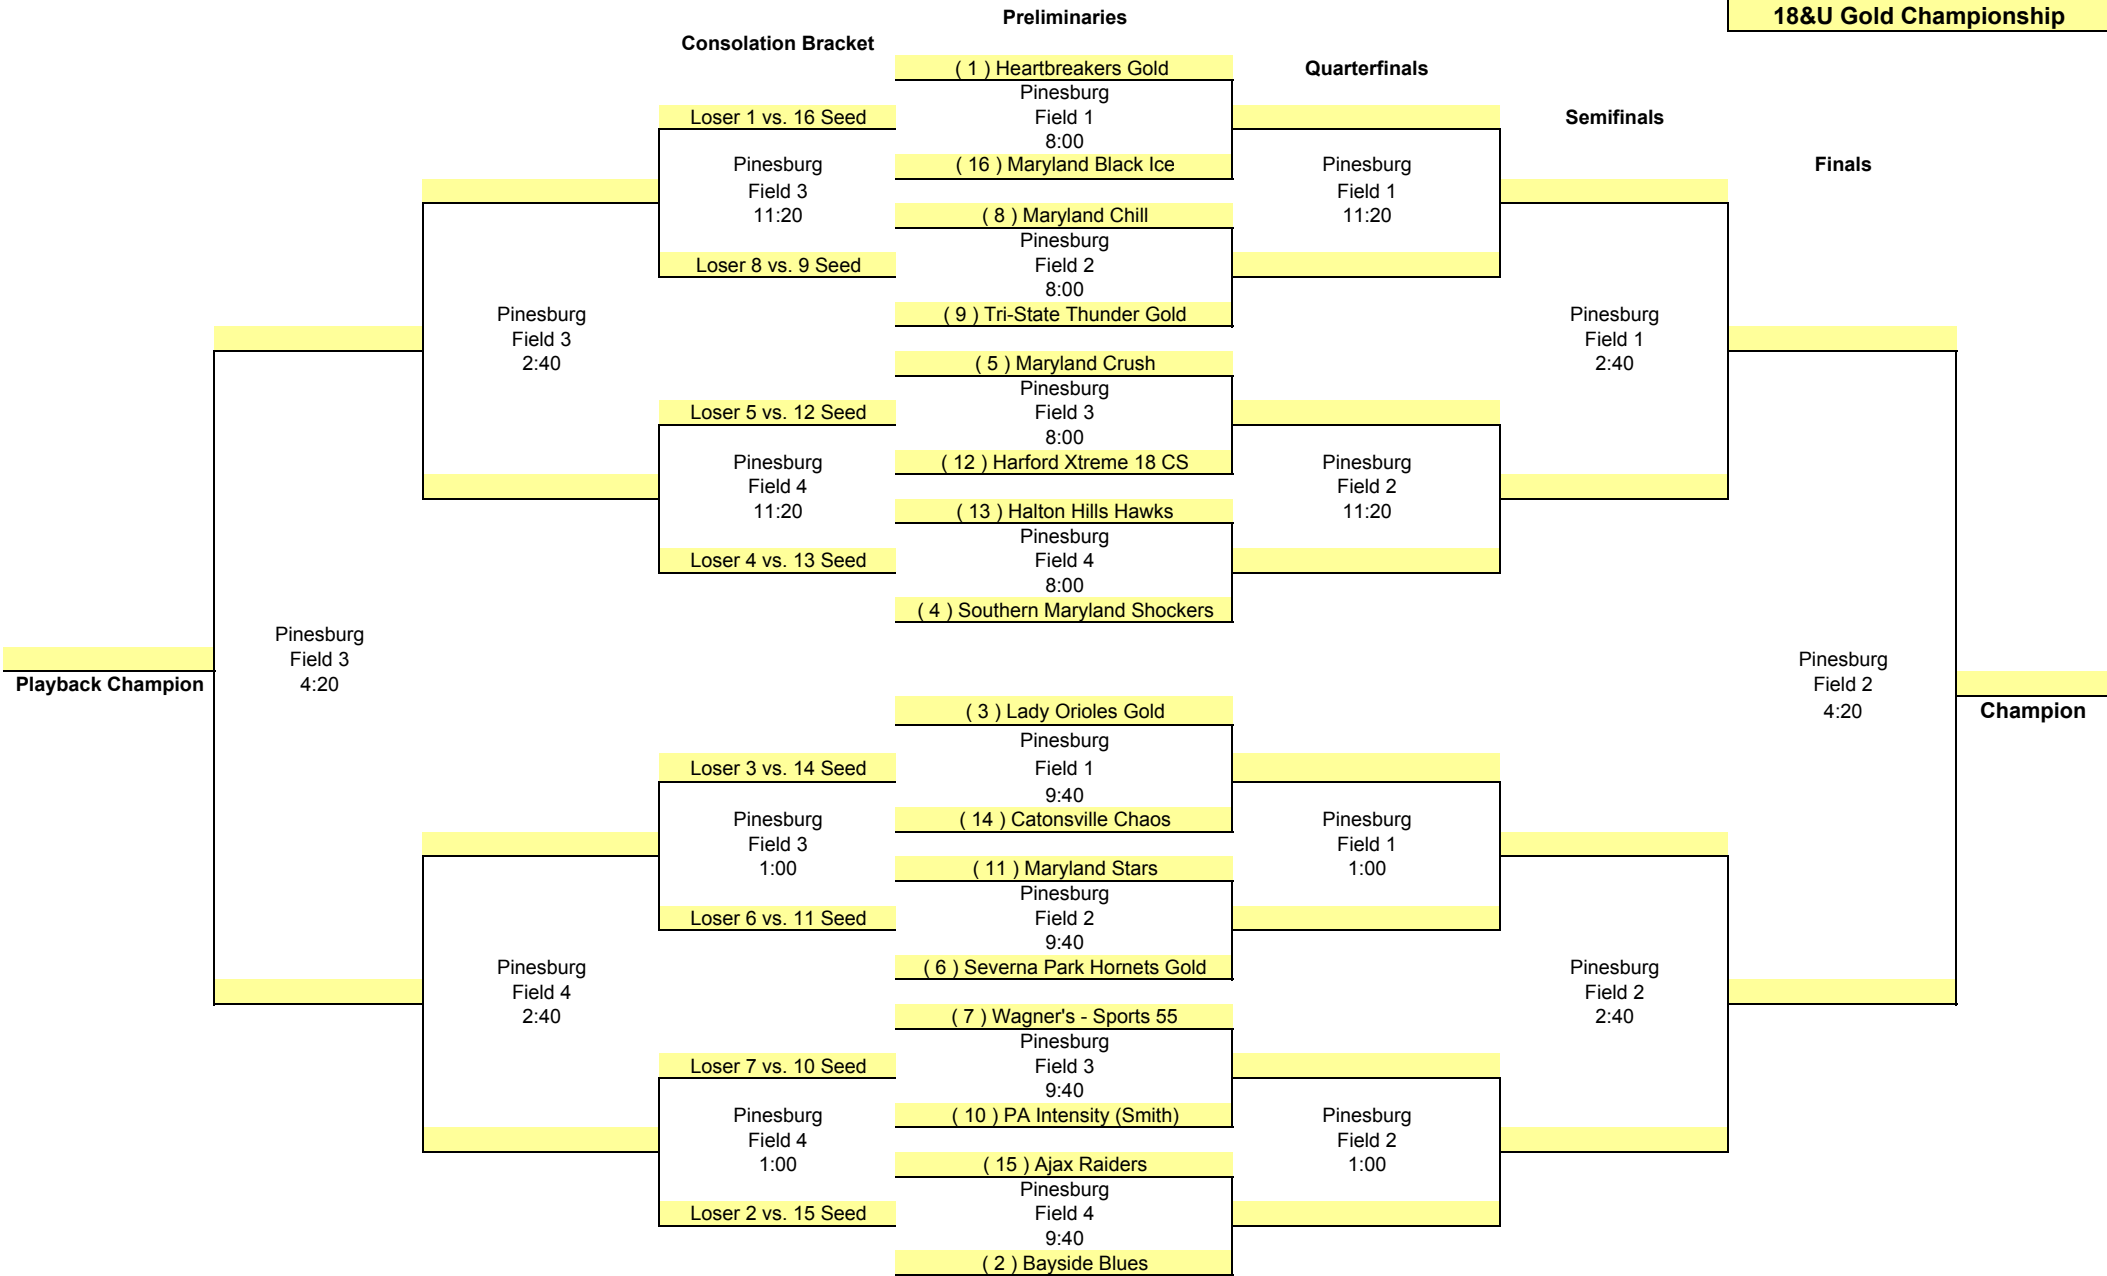 Preliminaries
18&U Gold Championship
Consolation Bracket
( 1 ) Heartbreakers Gold
Quarterfinals
Pinesburg
Loser 1 vs. 16 Seed
Field 1
Semifinals
8:00
Pinesburg
( 16 ) Maryland Black Ice
Pinesburg
Finals
Field 3
Field 1
11:20
( 8 ) Maryland Chill
11:20
Pinesburg
Loser 8 vs. 9 Seed
Field 2
8:00
Pinesburg
( 9 ) Tri-State Thunder Gold
Pinesburg
Field 3
Field 1
2:40
( 5 ) Maryland Crush
2:40
Pinesburg
Loser 5 vs. 12 Seed
Field 3
8:00
Pinesburg
( 12 ) Harford Xtreme 18 CS
Pinesburg
Field 4
Field 2
11:20
( 13 ) Halton Hills Hawks
11:20
Pinesburg
Loser 4 vs. 13 Seed
Field 4
8:00
( 4 ) Southern Maryland Shockers
Pinesburg
Field 3
Pinesburg
Playback Champion
4:20
Field 2
( 3 ) Lady Orioles Gold
4:20
Champion
Pinesburg
Loser 3 vs. 14 Seed
Field 1
9:40
Pinesburg
( 14 ) Catonsville Chaos
Pinesburg
Field 3
Field 1
1:00
( 11 ) Maryland Stars
1:00
Pinesburg
Loser 6 vs. 11 Seed
Field 2
9:40
Pinesburg
( 6 ) Severna Park Hornets Gold
Pinesburg
Field 4
Field 2
2:40
( 7 ) Wagner's - Sports 55
2:40
Pinesburg
Loser 7 vs. 10 Seed
Field 3
9:40
Pinesburg
( 10 ) PA Intensity (Smith)
Pinesburg
Field 4
Field 2
1:00
( 15 ) Ajax Raiders
1:00
Pinesburg
Loser 2 vs. 15 Seed
Field 4
9:40
( 2 ) Bayside Blues